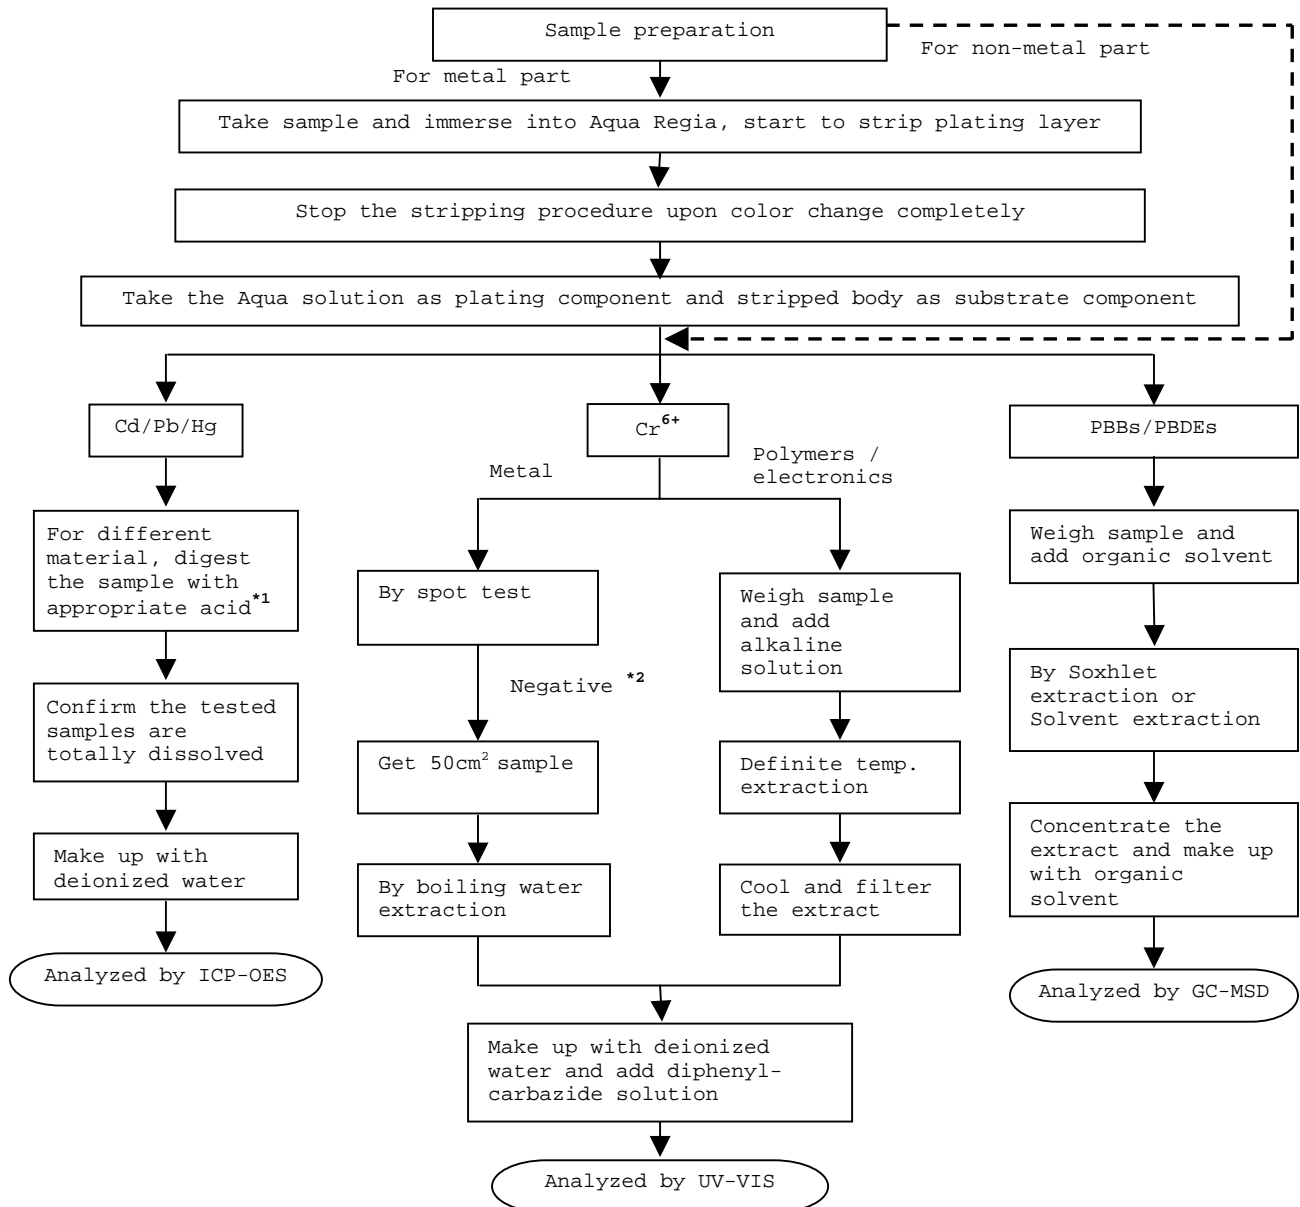 Sample preparation
For non-metal part
For metal part
Take sample and immerse into Aqua Regia, start to strip plating layer
Stop the stripping procedure upon color change completely
Take the Aqua solution as plating component and stripped body as substrate component
Cd/Pb/Hg
For different
material, digest
the sample with
appropriate acid*1
Confirm the tested
samples are
totally dissolved
Make up with
deionized water
Analyzed by ICP-OES
Cr6+
Metal
By spot test
Negative *2
Get 50cm² sample
By boiling water
extraction
Polymers /
electronics
Weigh sample
and add
alkaline
solution
Definite temp.
extraction
Cool and filter
the extract
Make up with deionized
water and add diphenyl-
carbazide solution
Analyzed by UV-VIS
PBBs/PBDEs
Weigh sample and
add organic solvent
By Soxhlet
extraction or
Solvent extraction
Concentrate the
extract and make up
with organic
solvent
Analyzed by GC-MSD